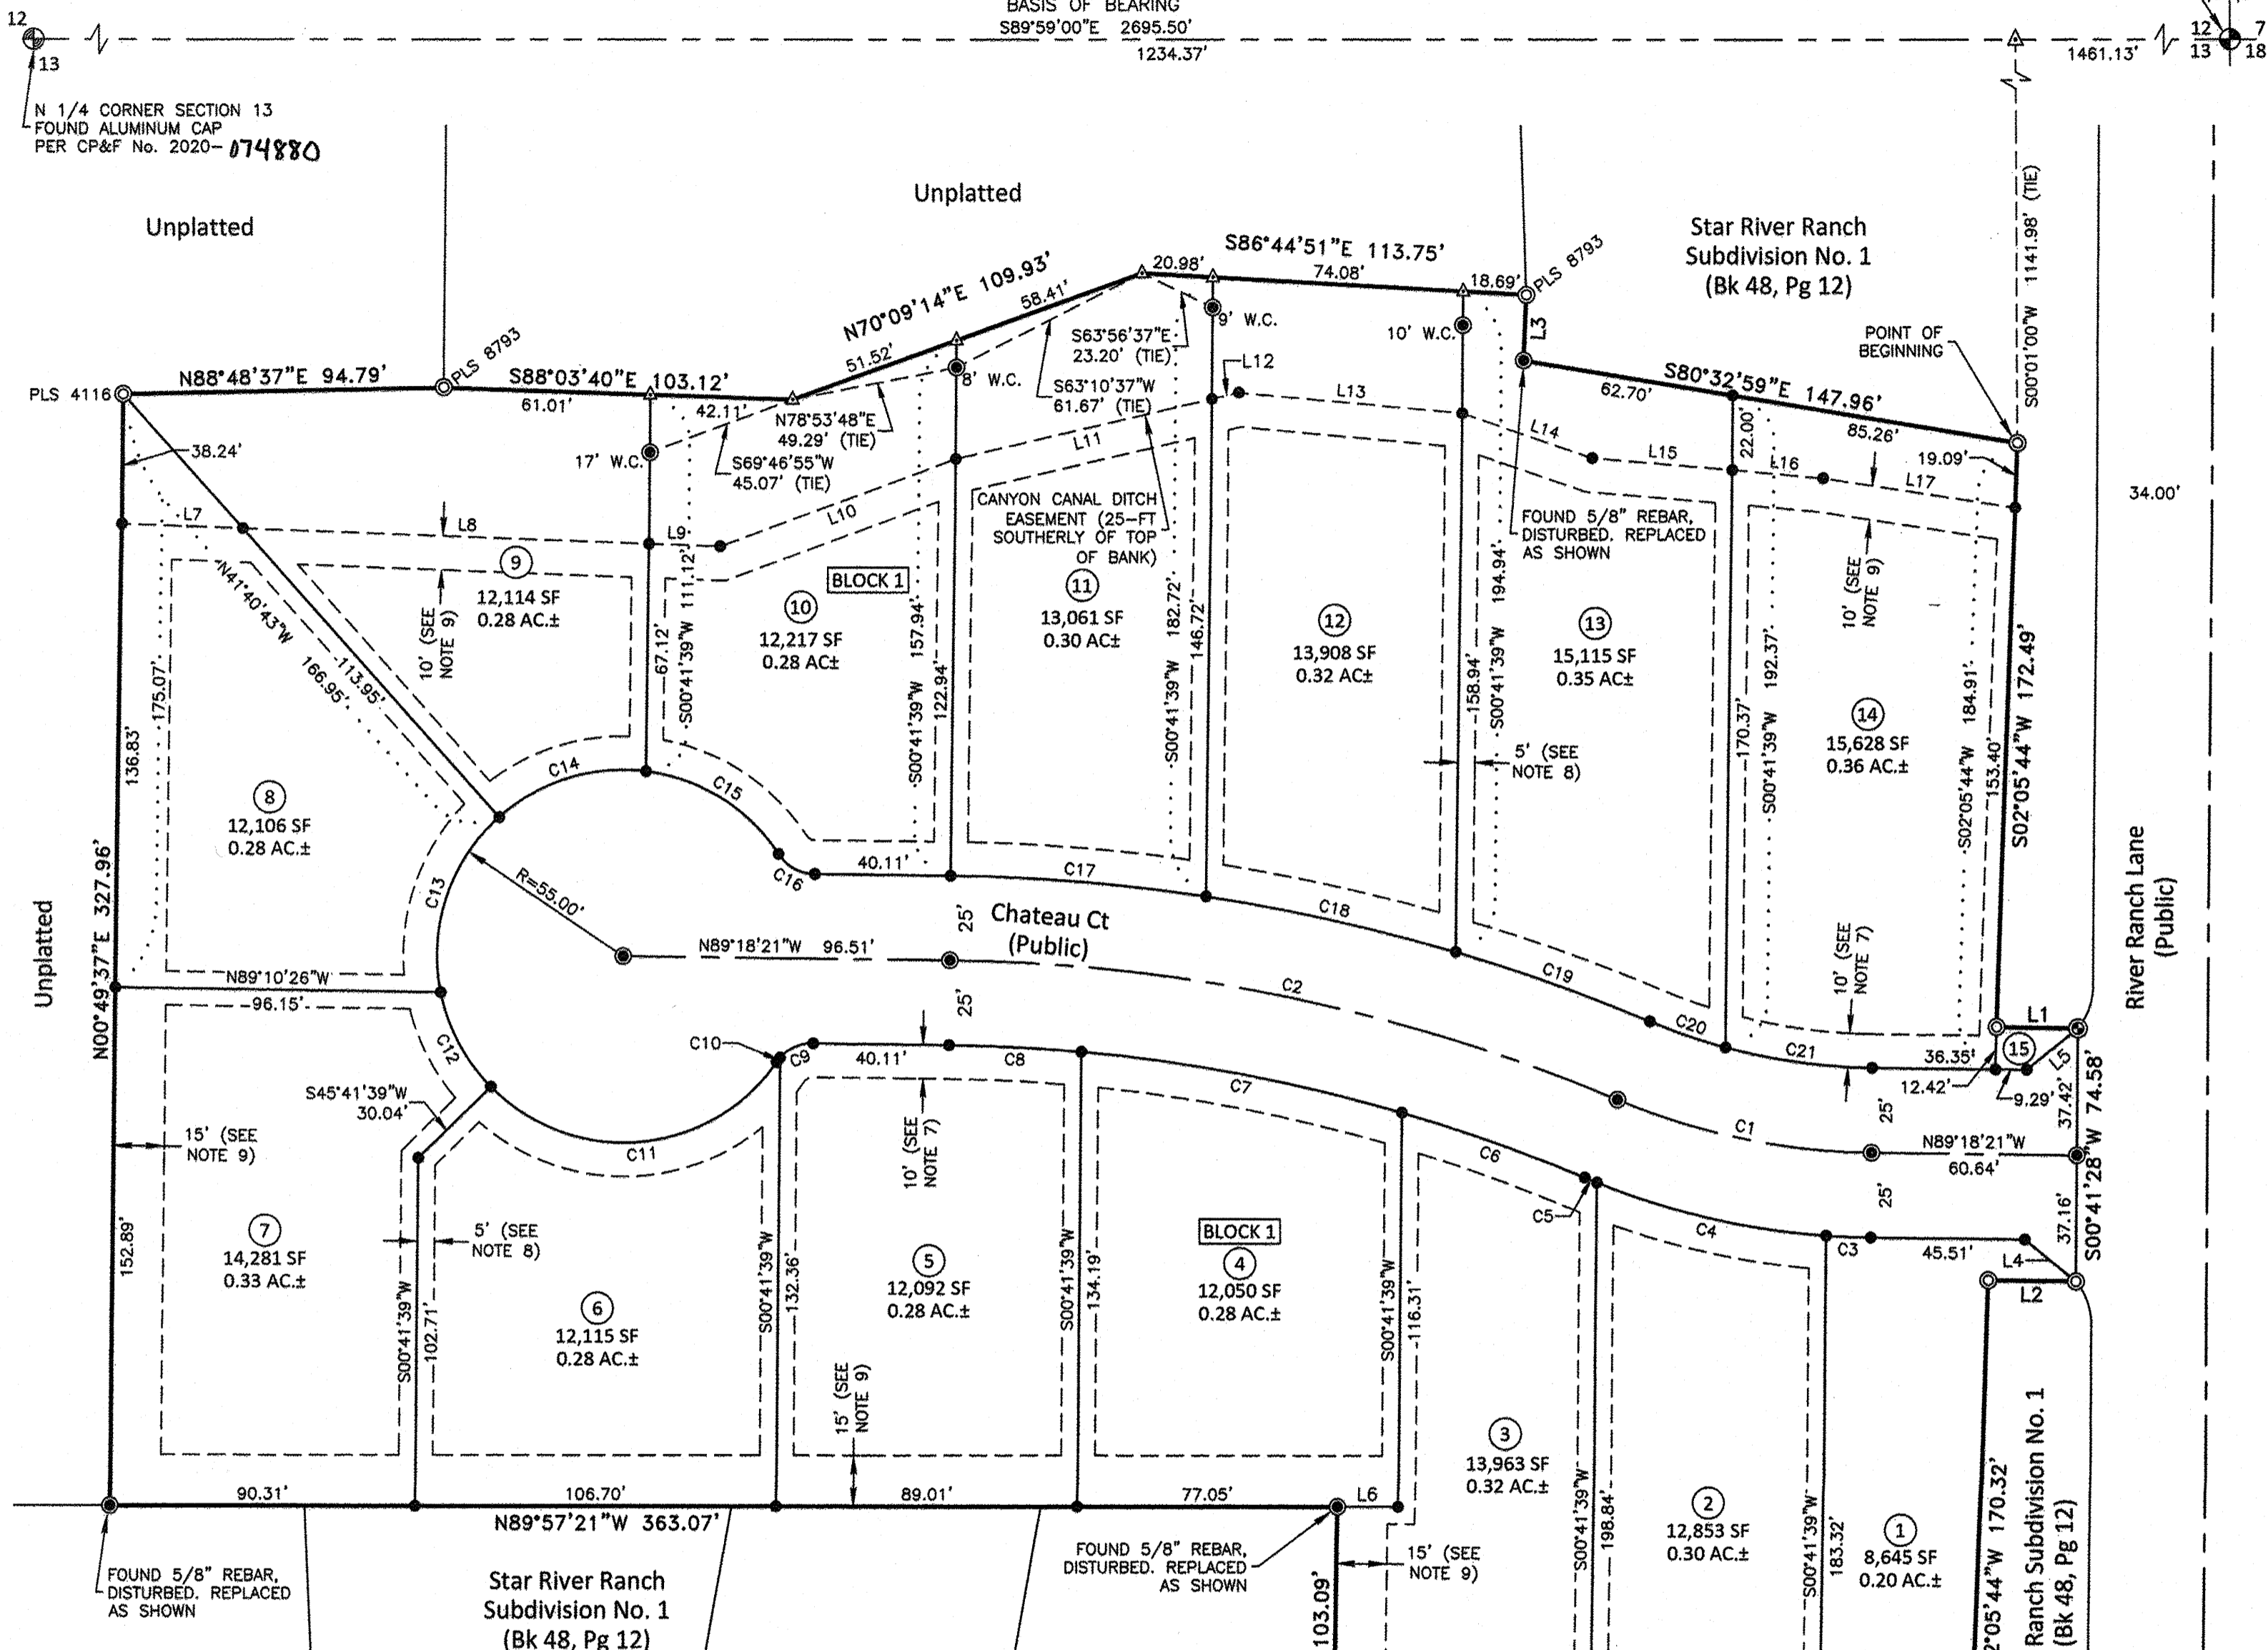 BASIS OF BEARING
S89°59'00"E 2695.50'
1234.37'
1461.13'
12
13
12 7
13 18
N 1/4 CORNER SECTION 13
FOUND ALUMINUM CAP
PER CP&F No. 2020- 074880
Unplatted
Unplatted
Star River Ranch
Subdivision No. 1
(Bk 48, Pg 12)
S00°01'00"W 1141.98' (TIE)
POINT OF
BEGINNING
PLS 4116
N88°48'37"E 94.79'
PLS 8793
S88°03'40"E 103.12'
61.01'
42.11'
N70°09'14"E 109.93'
51.52'
58.41'
S86°44'51"E 113.75'
20.98'
74.08'
18.69'
PLS 8793
L3
S80°32'59"E 147.96'
62.70'
85.26'
22.00'
19.09'
34.00'
38.24'
17' W.C.
8' W.C.
9' W.C.
10' W.C.
N78°53'48"E
49.29' (TIE)
S69°46'55"W
45.07' (TIE)
S63°56'37"E
23.20' (TIE)
S63°10'37"W
61.67' (TIE)
L7
L8
L9
L10
L11
L12
L13
L14
L15
L16
L17
CANYON CANAL DITCH
EASEMENT (25-FT
SOUTHERLY OF TOP
OF BANK)
FOUND 5/8" REBAR,
DISTURBED. REPLACED
AS SHOWN
9
12,114 SF
0.28 AC.±
10' (SEE
NOTE 9)
BLOCK 1
10
12,217 SF
0.28 AC±
11
13,061 SF
0.30 AC±
12
13,908 SF
0.32 AC±
13
15,115 SF
0.35 AC±
14
15,628 SF
0.36 AC.±
10' (SEE
NOTE 9)
N41°40'43"W
166.95'
113.95'
175.07'
136.83'
67.12'
S00°41'39"W 111.12'
S00°41'39"W 157.94'
122.94'
S00°41'39"W 182.72'
146.72'
158.94'
S00°41'39"W 194.94'
170.37'
S00°41'39"W 192.37'
S02°05'44"W 184.91'
153.40'
S02°05'44"W 172.49'
5' (SEE
NOTE 8)
8
12,106 SF
0.28 AC.±
C13
C14
C15
C16
40.11'
C17
C18
C19
C20
C21
R=55.00'
N89°18'21"W 96.51'
25'
25'
Chateau Ct
(Public)
C2
C1
10' (SEE
NOTE 7)
36.35'
12.42'
9.29'
15
L1
L5
37.42'
25'
25'
N89°18'21"W
60.64'
37.16'
S00°41'28"W 74.58'
River Ranch Lane
(Public)
Unplatted
N00°49'37"E 327.96'
N89°10'26"W
96.15'
C12
C10
C9
40.11'
C8
C7
C6
C5
C4
C3
45.51'
L4
L2
S45°41'39"W
30.04'
C11
10' (SEE
NOTE 7)
15' (SEE
NOTE 9)
5' (SEE
NOTE 8)
152.89'
7
14,281 SF
0.33 AC.±
S00°41'39"W
102.71'
6
12,115 SF
0.28 AC.±
S00°41'39"W
132.36'
5
12,092 SF
0.28 AC.±
S00°41'39"W
134.19'
BLOCK 1
4
12,050 SF
0.28 AC.±
S00°41'39"W
116.31'
15' (SEE
NOTE 9)
3
13,963 SF
0.32 AC±
S00°41'39"W
198.84'
2
12,853 SF
0.30 AC.±
S00°41'39"W
183.32'
1
8,645 SF
0.20 AC.±
2°05'44"W 170.32'
Ranch Subdivision No. 1
(Bk 48, Pg 12)
90.31'
106.70'
89.01'
77.05'
L6
N89°57'21"W 363.07'
FOUND 5/8" REBAR,
DISTURBED. REPLACED
AS SHOWN
Star River Ranch
Subdivision No. 1
(Bk 48, Pg 12)
FOUND 5/8" REBAR,
DISTURBED. REPLACED
AS SHOWN
103.09'
15' (SEE
NOTE 9)